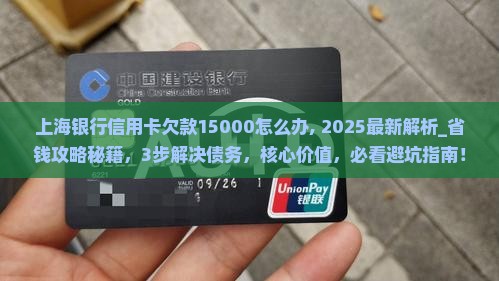 中国建设银行
China Construction Bank
GOLD
上海银行信用卡欠款15000怎么办, 2025最新解析_省
钱攻略秘籍，3步解决债务，核心价值，必看避坑指南！
09/29
UnionPay
银联